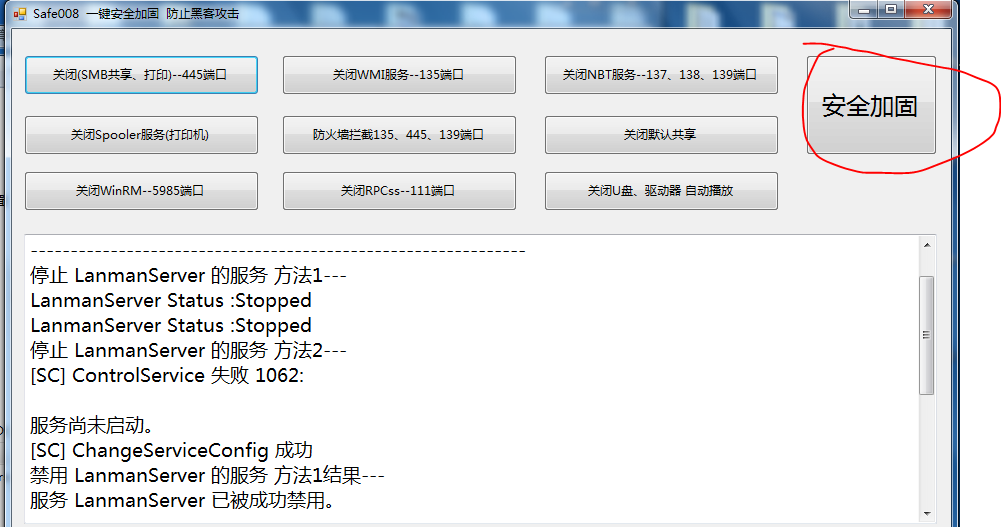 Safe008 一键安全加固 防止黑客攻击
关闭(SMB共享、打印)--445端口
关闭WMI服务--135端口
关闭NBT服务--137、138、139端口
安全加固
关闭Spooler服务(打印机)
防火墙拦截135、445、139端口
关闭默认共享
关闭WinRM--5985端口
关闭RPCss--111端口
关闭U盘、驱动器 自动播放
--------------------------------------------------------------
停止 LanmanServer 的服务 方法1---
LanmanServer Status :Stopped
LanmanServer Status :Stopped
停止 LanmanServer 的服务 方法2---
[SC] ControlService 失败 1062:
服务尚未启动。
[SC] ChangeServiceConfig 成功
禁用 LanmanServer 的服务 方法1结果---
服务 LanmanServer 已被成功禁用。